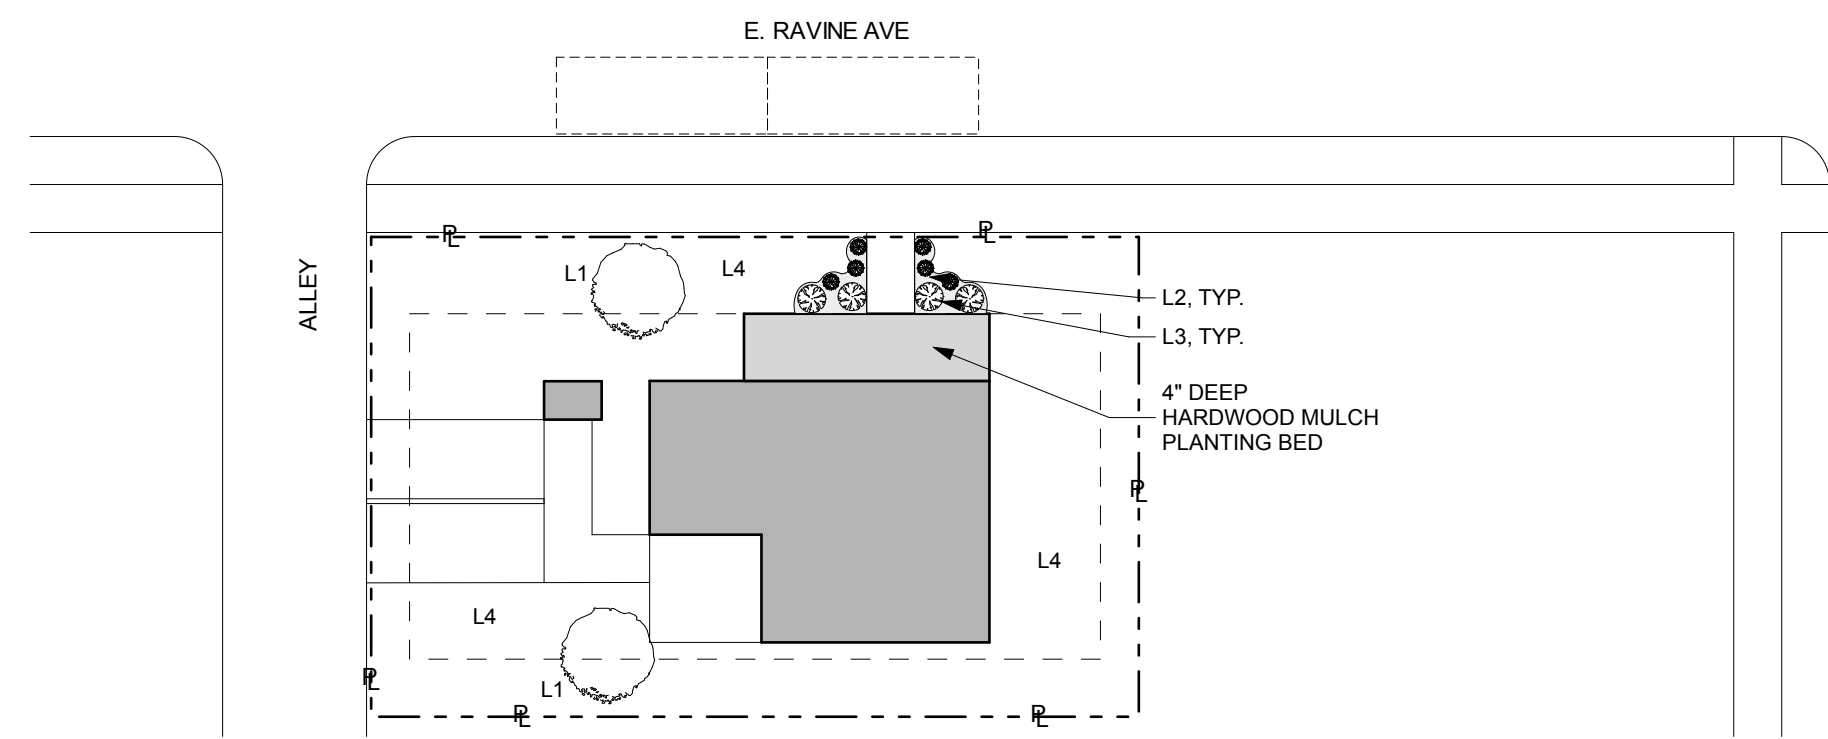 E. RAVINE AVE
PL
PL
ALLEY
L1
L4
L2, TYP.
L3, TYP.
4" DEEP
HARDWOOD MULCH
PLANTING BED
PL
L4
L4
PL
L1
PL
PL